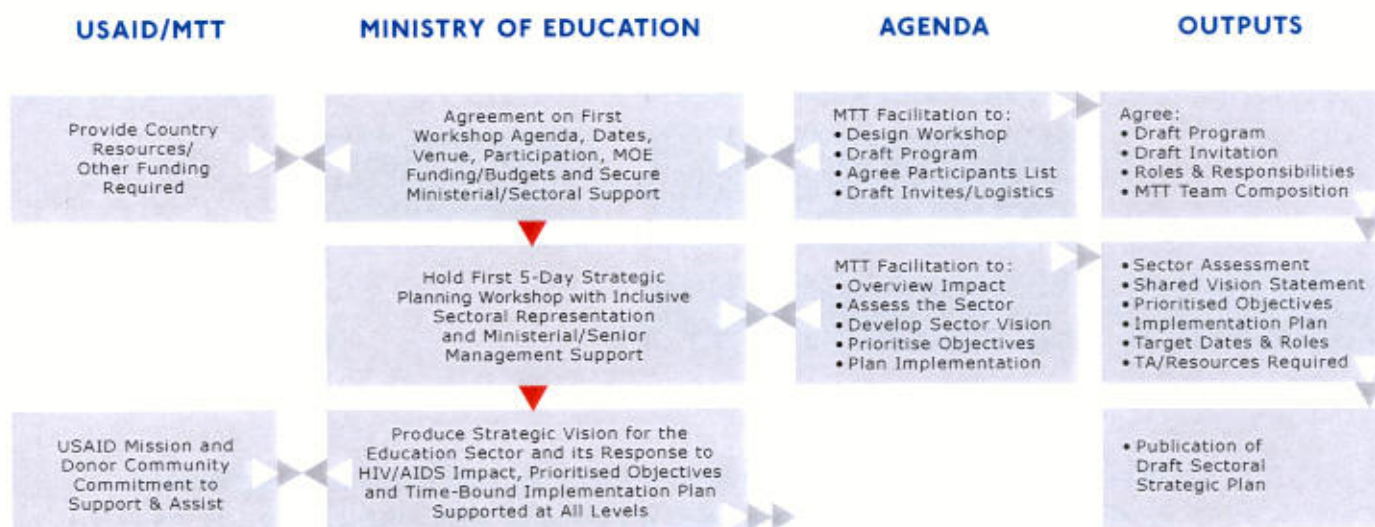 USAID/MTT
MINISTRY OF EDUCATION
AGENDA
OUTPUTS
Provide Country
Resources/
Other Funding
Required
Agreement on First
Workshop Agenda, Dates,
Venue, Participation, MOE
Funding/Budgets and Secure
Ministerial/Sectoral Support
MTT Facilitation to:
• Design Workshop
• Draft Program
• Agree Participants List
• Draft Invites/Logistics
Agree:
• Draft Program
• Draft Invitation
• Roles & Responsibilities
• MTT Team Composition
Hold First 5-Day Strategic
Planning Workshop with Inclusive
Sectoral Representation
and Ministerial/Senior
Management Support
MTT Facilitation to:
• Overview Impact
• Assess the Sector
• Develop Sector Vision
• Prioritise Objectives
• Plan Implementation
• Sector Assessment
• Shared Vision Statement
• Prioritised Objectives
• Implementation Plan
• Target Dates & Roles
• TA/Resources Required
USAID Mission and
Donor Community
Commitment to
Support & Assist
Produce Strategic Vision for the
Education Sector and its Response to
HIV/AIDS Impact, Prioritised Objectives
and Time-Bound Implementation Plan
Supported at All Levels
• Publication of
Draft Sectoral
Strategic Plan